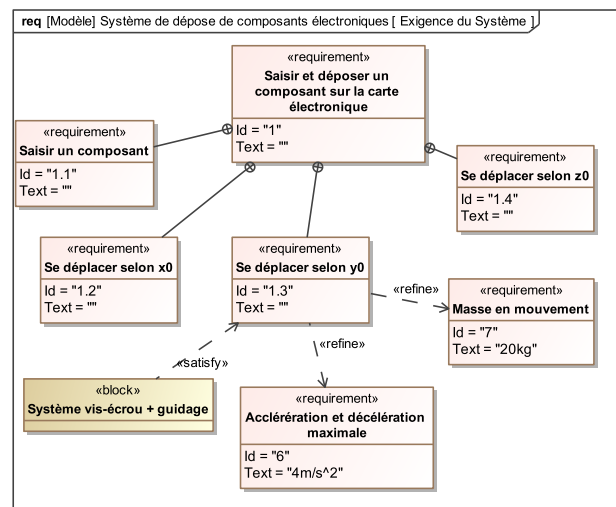 req [Modèle] Système de dépose de composants électroniques [ Exigence du Système ]
«requirement»
Saisir et déposer un
composant sur la carte
électronique
Id = "1"
Text = ""
«requirement»
Saisir un composant
Id = "1.1"
Text = ""
«requirement»
Se déplacer selon z0
Id = "1.4"
Text = ""
«requirement»
Se déplacer selon x0
Id = "1.2"
Text = ""
«requirement»
Se déplacer selon y0
Id = "1.3"
Text = ""
«refine»
«requirement»
Masse en mouvement
Id = "7"
Text = "20kg"
«satisfy»
«refine»
«block»
Système vis-écrou + guidage
«requirement»
Acclérération et décélération
maximale
Id = "6"
Text = "4m/s^2"